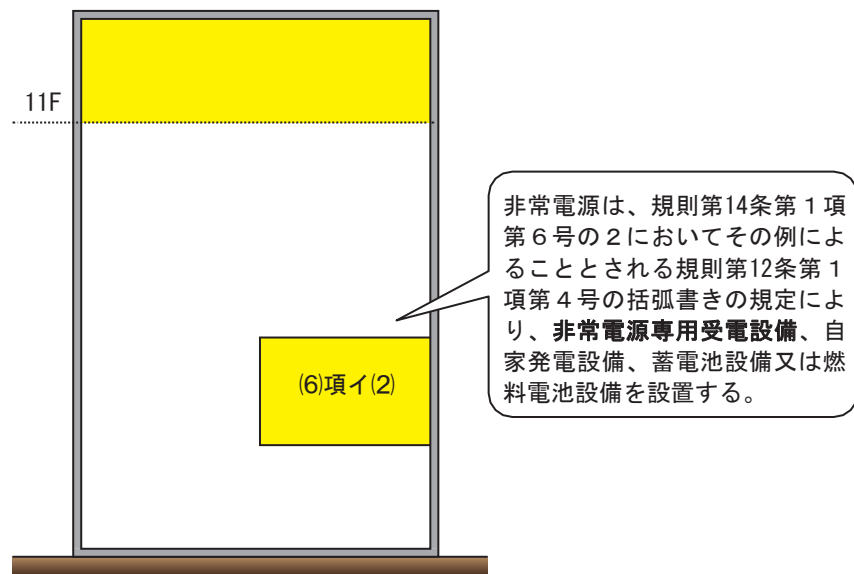 11F
非常電源は、規則第14条第1項
第6号の2においてその例によ
ることとされる規則第12条第1
項第4号の括弧書きの規定によ
り、非常電源専用受電設備、自
家発電設備、蓄電池設備又は燃
料電池設備を設置する。
⑹項イ⑵